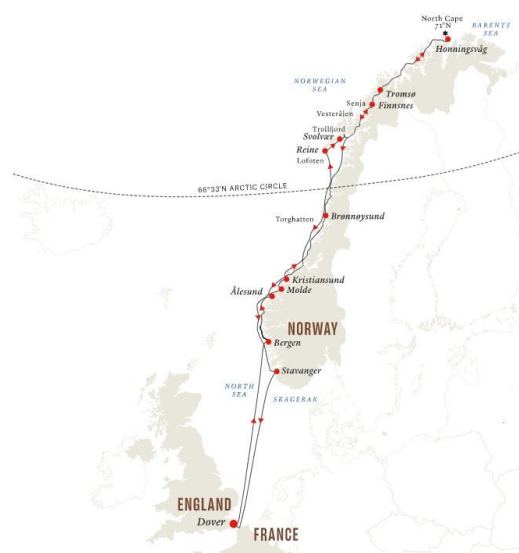 North Cape
71°N
BARENTS
SEA
Honningsvåg
NORWEGIAN
SEA
Tromsø
Senja
Finnsnes
Vesterålen
Trollfjord
Svolvær
Reine
Lofoten
66°33'N ARCTIC CIRCLE
Torghatten
Brønnøysund
Kristiansund
Molde
Ålesund
NORWAY
Bergen
Stavanger
NORTH
SEA
SKAGERAK
ENGLAND
Dover
FRANCE